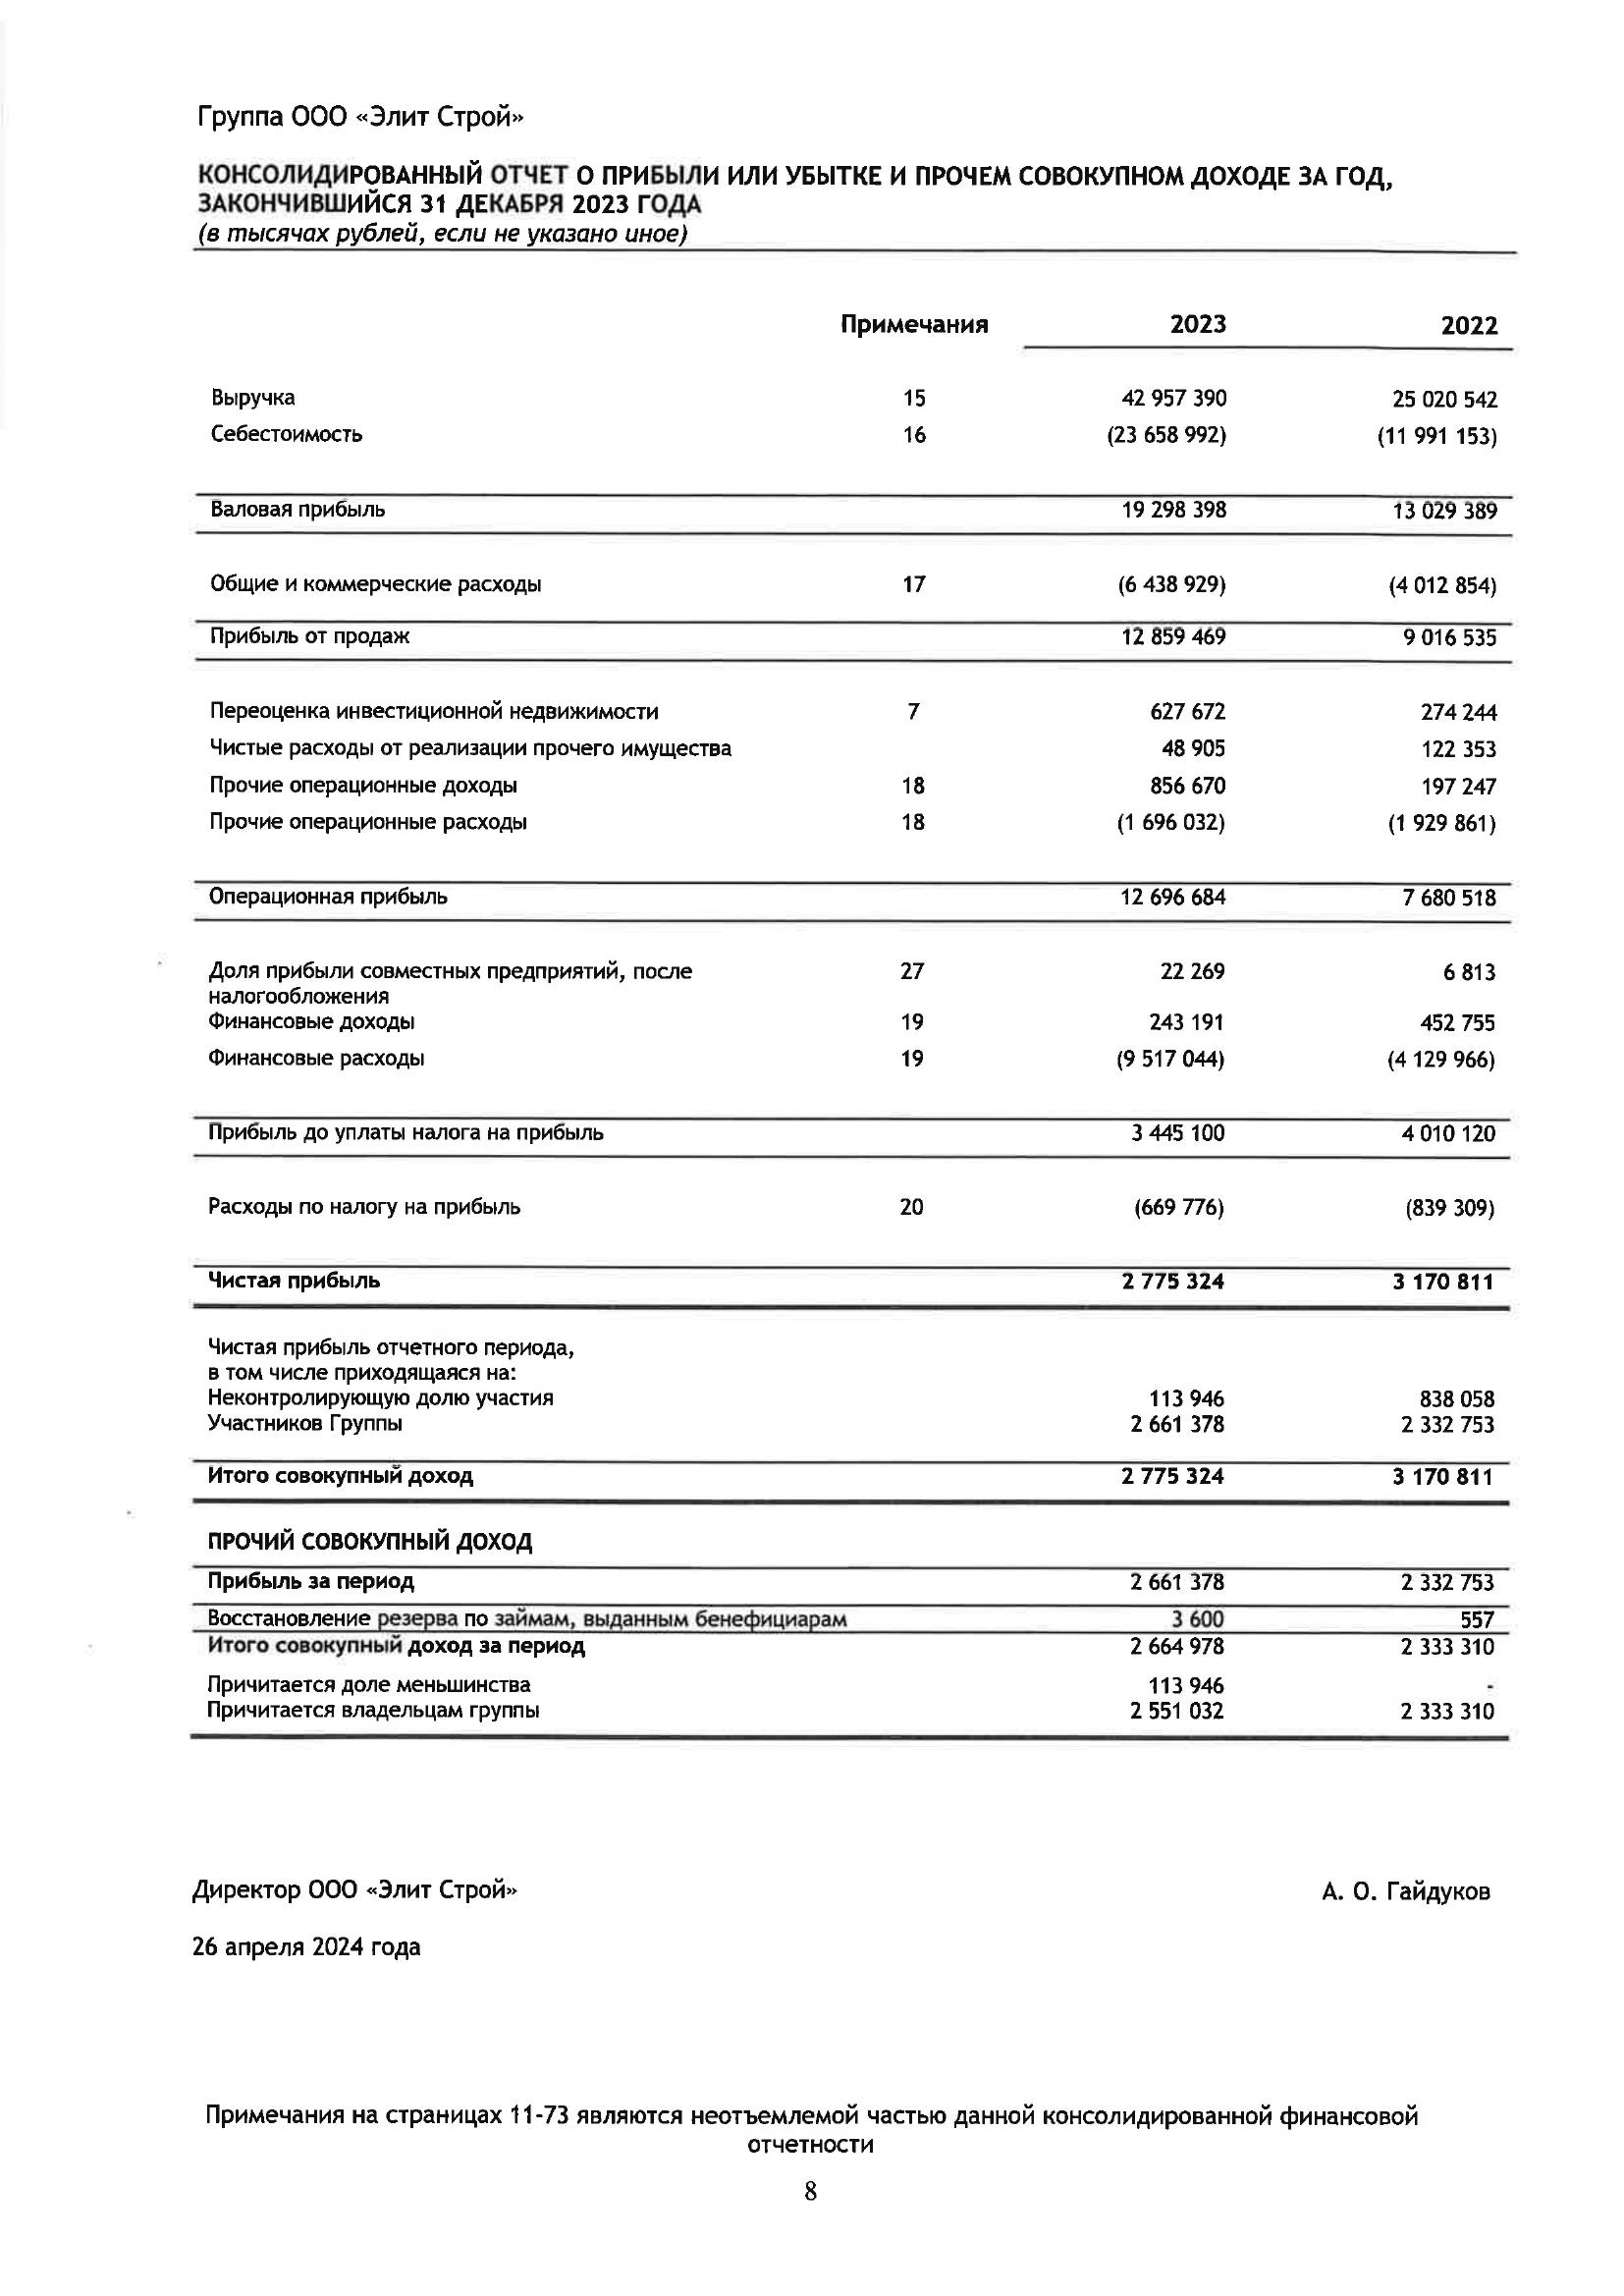 Группа ООО «Элит Строй»
КОНСОЛИДИРОВАННЫЙ ОТЧЕТ О ПРИБЫЛИ ИЛИ УБЫТКЕ И ПРОЧЕМ СОВОКУПНОМ ДОХОДЕ ЗА ГОД,
ЗАКОНЧИВШИЙСЯ 31 ДЕКАБРЯ 2023 ГОДА
(в тысячах рублей, если не указано иное)
Примечания 2023 2022
Выручка 15 42 957 390 25 020 542
Себестоимость 16 (23 658 992) (11 991 153)
Валовая прибыль 19 298 398 13 029 389
Общие и коммерческие расходы 17 (6 438 929) (4 012 854)
Прибыль от продаж 12 859 469 9 016 535
Переоценка инвестиционной недвижимости 7 627 672 274 244
Чистые расходы от реализации прочего имущества 48 905 122 353
Прочие операционные доходы 18 856 670 197 247
Прочие операционные расходы 18 (1 696 032) (1 929 861)
Операционная прибыль 12 696 684 7 680 518
Доля прибыли совместных предприятий, после 27 22 269 6 813
налогообложения
Финансовые доходы 19 243 191 452 755
Финансовые расходы 19 (9 517 044) (4 129 966)
Прибыль до уплаты налога на прибыль 3 445 100 4 010 120
Расходы по налогу на прибыль 20 (669 776) (839 309)
Чистая прибыль 2 775 324 3 170 811
Чистая прибыль отчетного периода,
в том числе приходящаяся на:
Неконтролирующую долю участия 113 946 838 058
Участников Группы 2 661 378 2 332 753
Итого совокупный доход 2 775 324 3 170 811
ПРОЧИЙ СОВОКУПНЫЙ ДОХОД
Прибыль за период 2 661 378 2 332 753
Восстановление резерва по займам, выданным бенефициарам 3 600 557
Итого совокупный доход за период 2 664 978 2 333 310
Причитается доле меньшинства 113 946 -
Причитается владельцам группы 2 551 032 2 333 310
Директор ООО «Элит Строй» А. О. Гайдуков
26 апреля 2024 года
Примечания на страницах 11-73 являются неотъемлемой частью данной консолидированной финансовой
отчетности
8